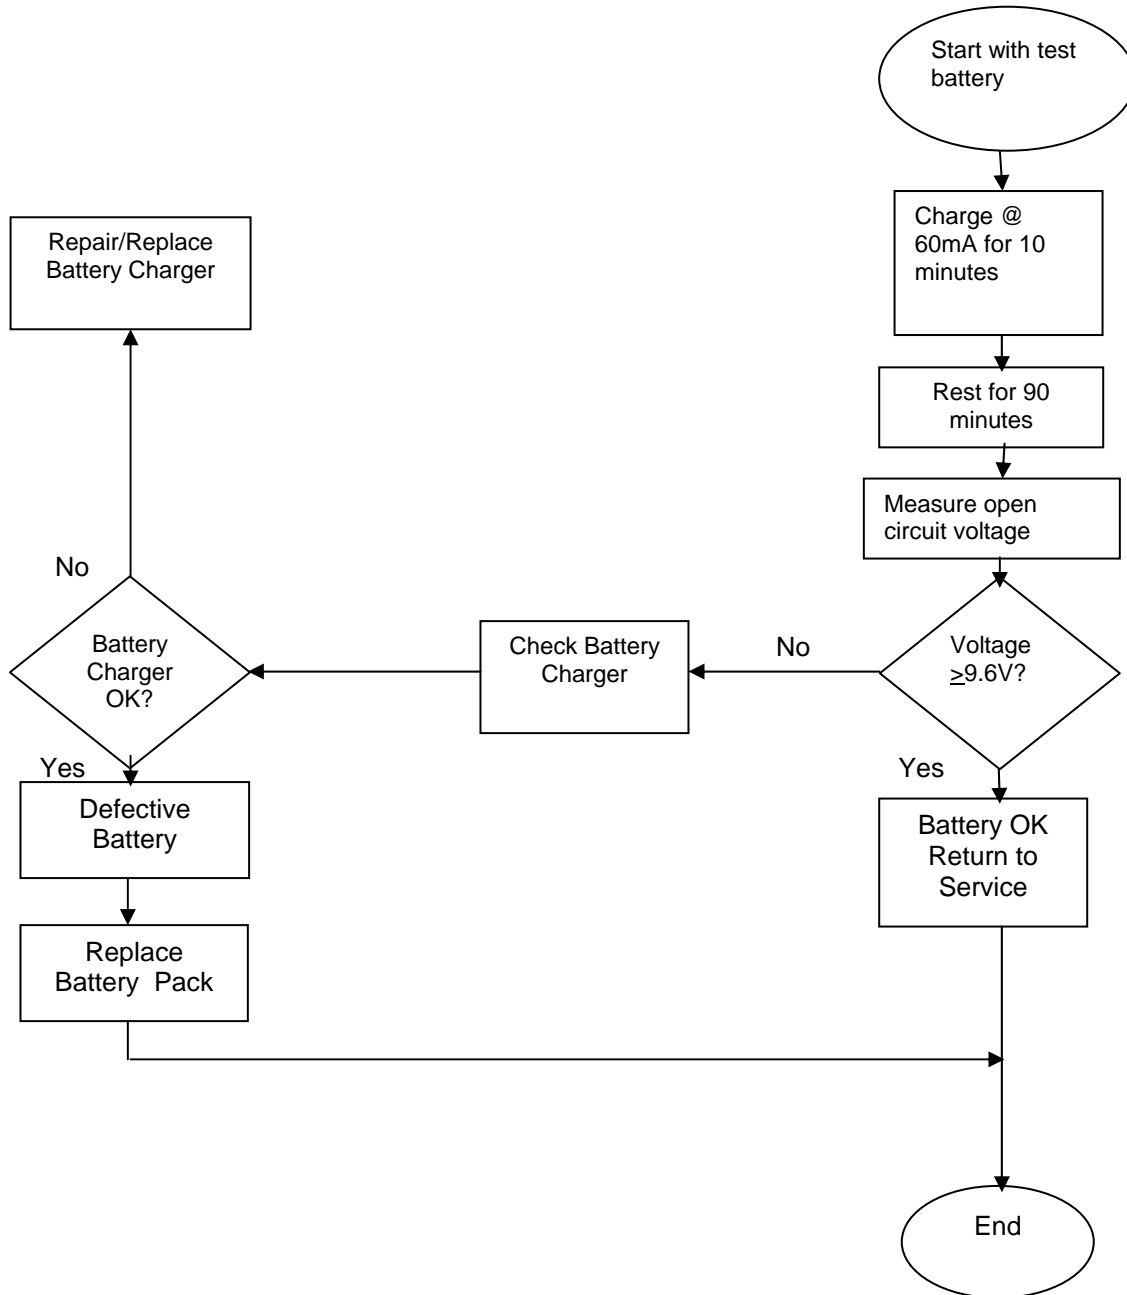 Start with test
battery
Charge @
60mA for 10
minutes
Repair/Replace
Battery Charger
Rest for 90
minutes
Measure open
circuit voltage
No
Battery
Charger
OK?
Check Battery
Charger
No
Voltage
≥9.6V?
Yes
Yes
Defective
Battery
Battery OK
Return to
Service
Replace
Battery Pack
End